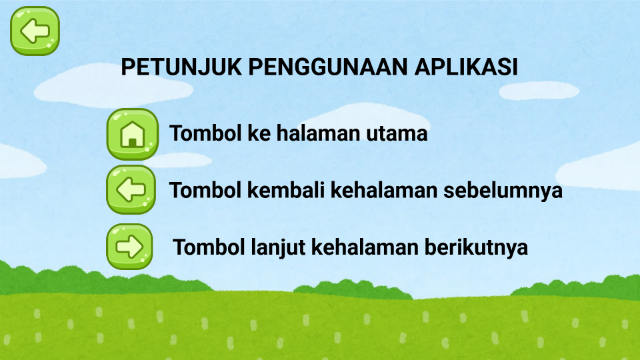 PETUNJUK PENGGUNAAN APLIKASI
Tombol ke halaman utama
Tombol kembali kehalaman sebelumnya
Tombol lanjut kehalaman berikutnya